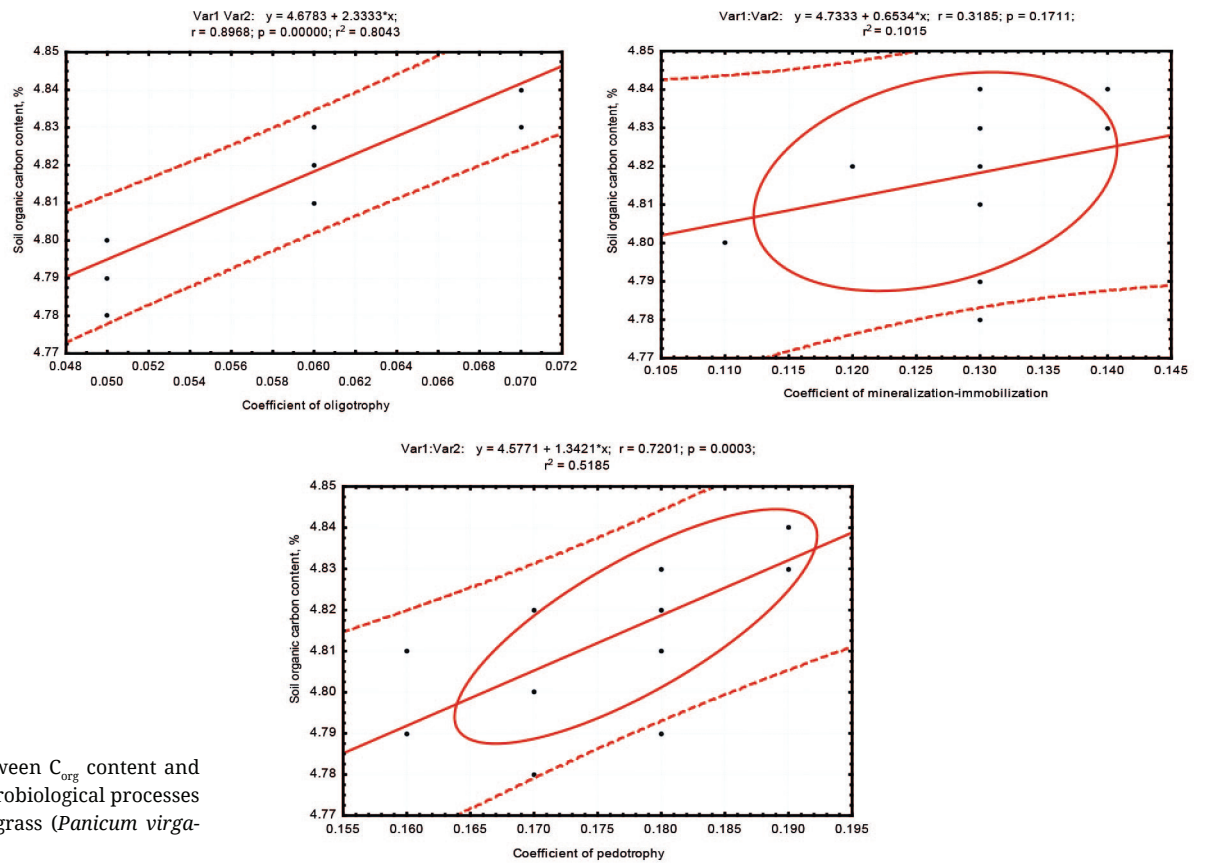 Var1 Var2: y = 4.6783 + 2.3333*x;
r = 0.8968; p = 0.00000; r² = 0.8043
Soil organic carbon content, %
4.85
4.84
4.83
4.82
4.81
4.80
4.79
4.78
4.77
0.048 0.052 0.056 0.060 0.064 0.068 0.072
0.050 0.054 0.058 0.062 0.066 0.070
Coefficient of oligotrophy
Var1:Var2: y = 4.7333 + 0.6534*x; r = 0.3185; p = 0.1711;
r² = 0.1015
Soil organic carbon content, %
4.85
4.84
4.83
4.82
4.81
4.80
4.79
4.78
4.77
0.105 0.110 0.115 0.120 0.125 0.130 0.135 0.140 0.145
Coefficient of mineralization-immobilization
Var1:Var2: y = 4.5771 + 1.3421*x; r = 0.7201; p = 0.0003;
r² = 0.5185
Soil organic carbon content, %
4.85
4.84
4.83
4.82
4.81
4.80
4.79
4.78
4.77
0.155 0.160 0.165 0.170 0.175 0.180 0.185 0.190 0.195
Coefficient of pedotrophy
ween Corg content and
robiological processes
grass (Panicum virga-